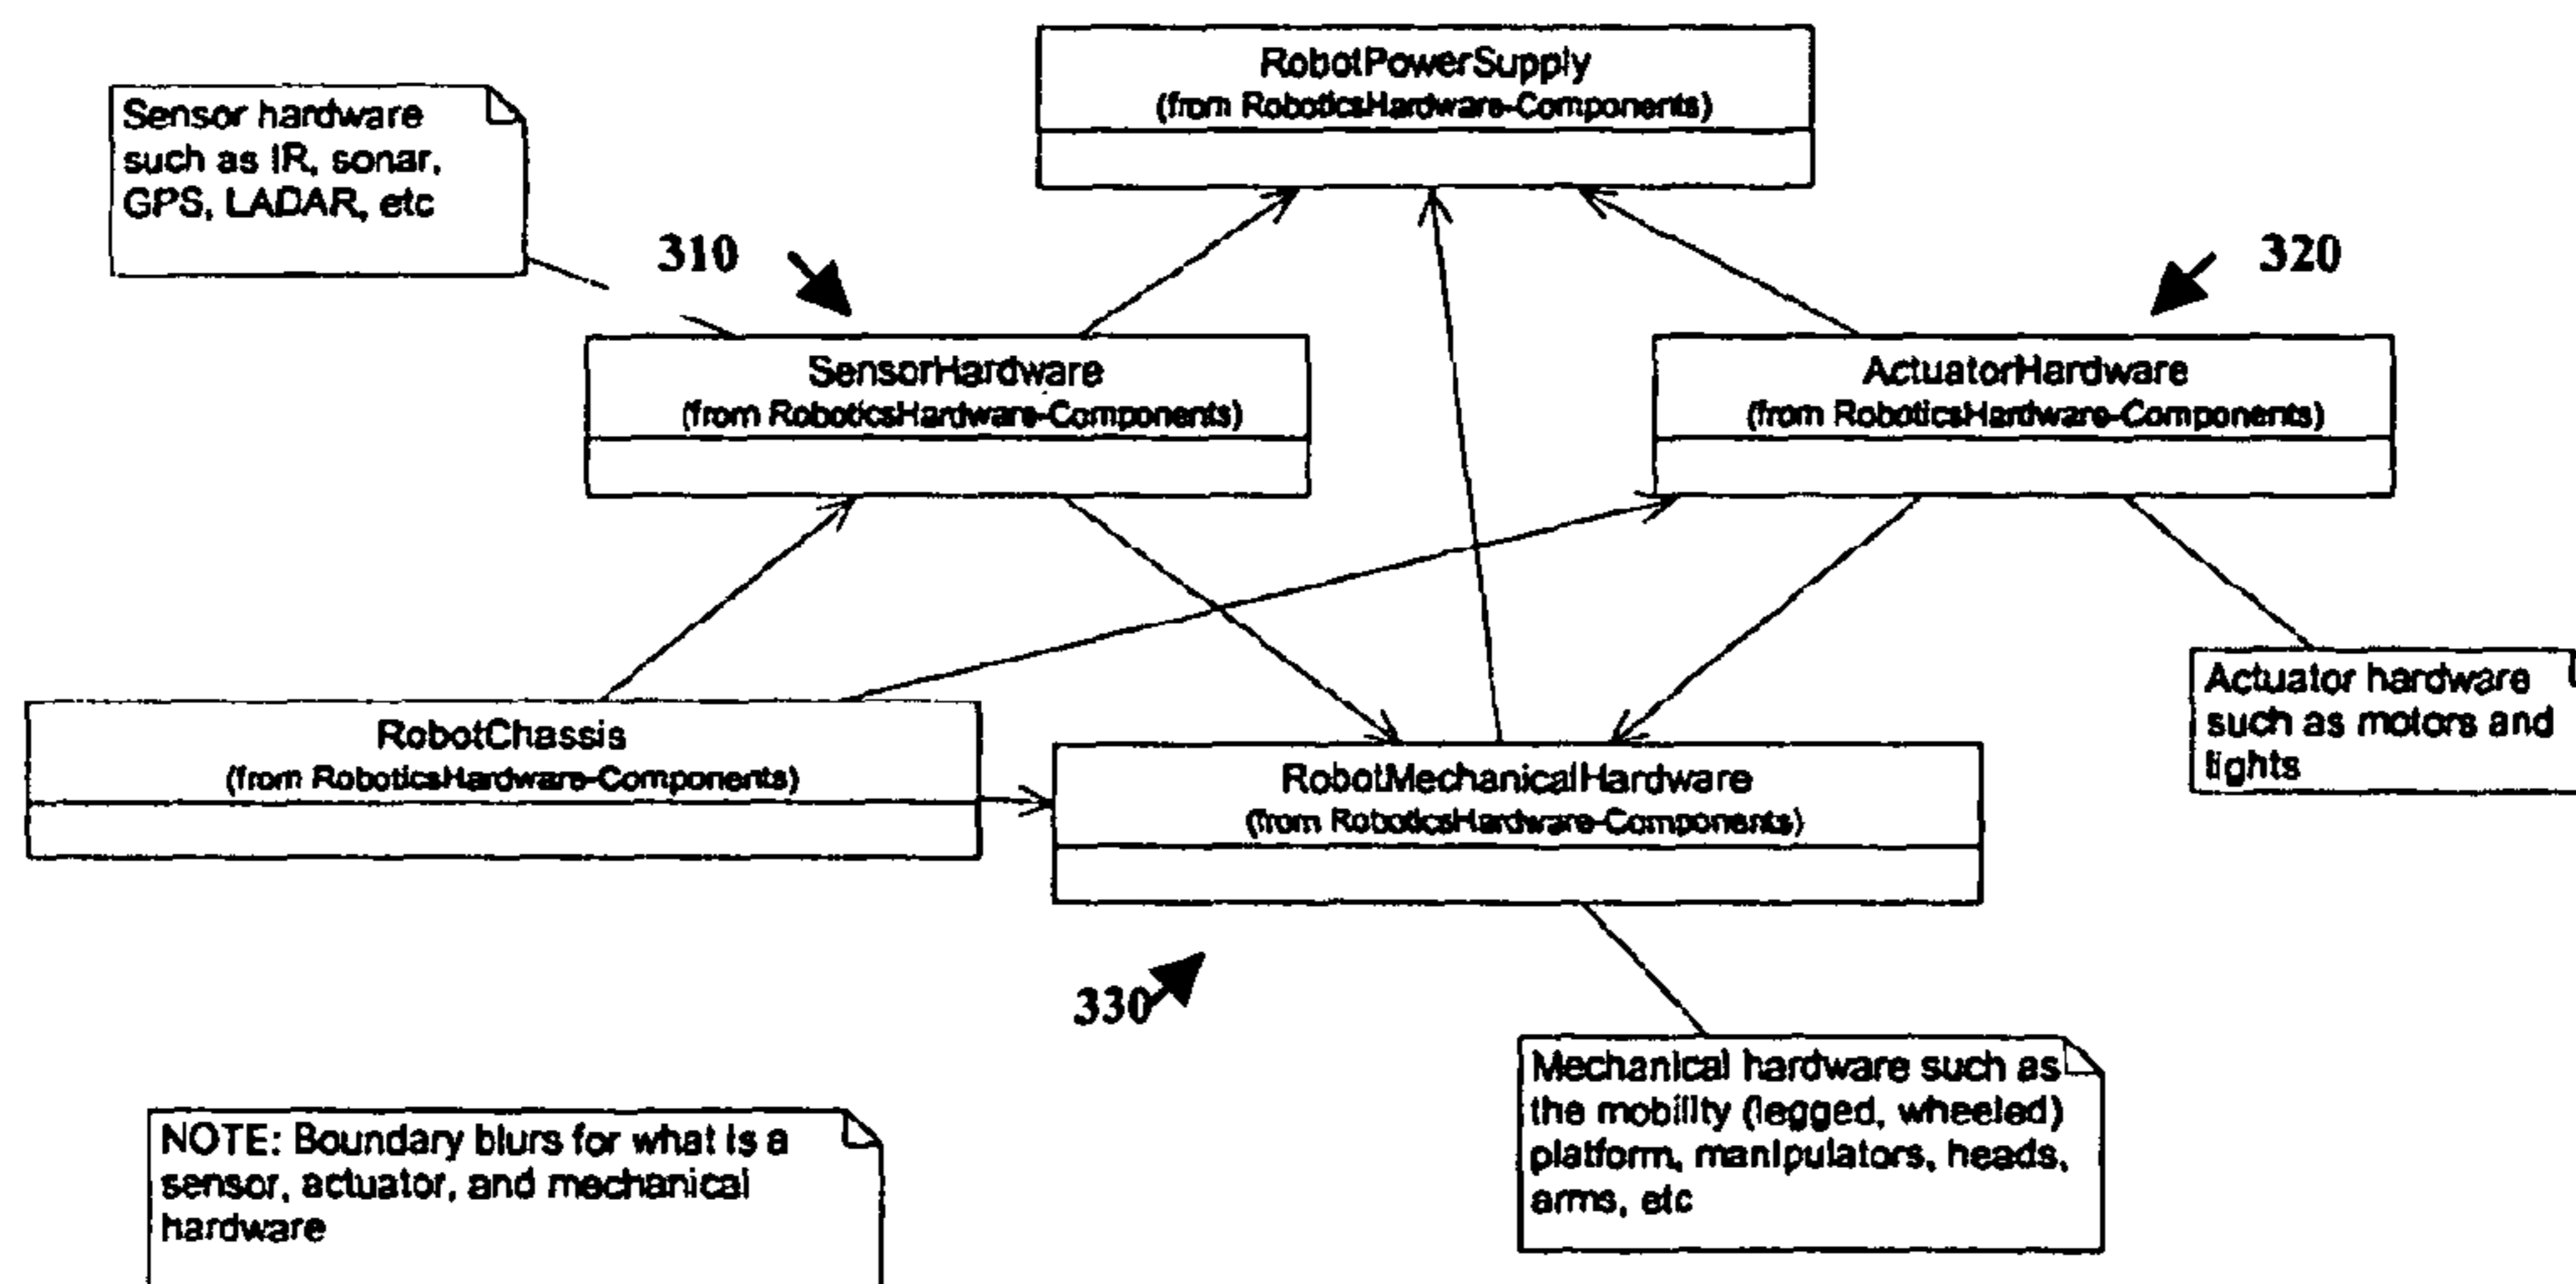 RobotPowerSupply
(from RoboticsHardware-Components)
Sensor hardware
such as IR, sonar,
GPS, LADAR, etc
310
320
SensorHardware
(from RoboticsHardware-Components)
ActuatorHardware
(from RoboticsHardware-Components)
Actuator hardware
such as motors and
lights
RobotChassis
(from RoboticsHardware-Components)
RobotMechanicalHardware
(from RoboticsHardware-Components)
330
Mechanical hardware such as
the mobility (legged, wheeled)
platform, manipulators, heads,
arms, etc
NOTE: Boundary blurs for what is a
sensor, actuator, and mechanical
hardware